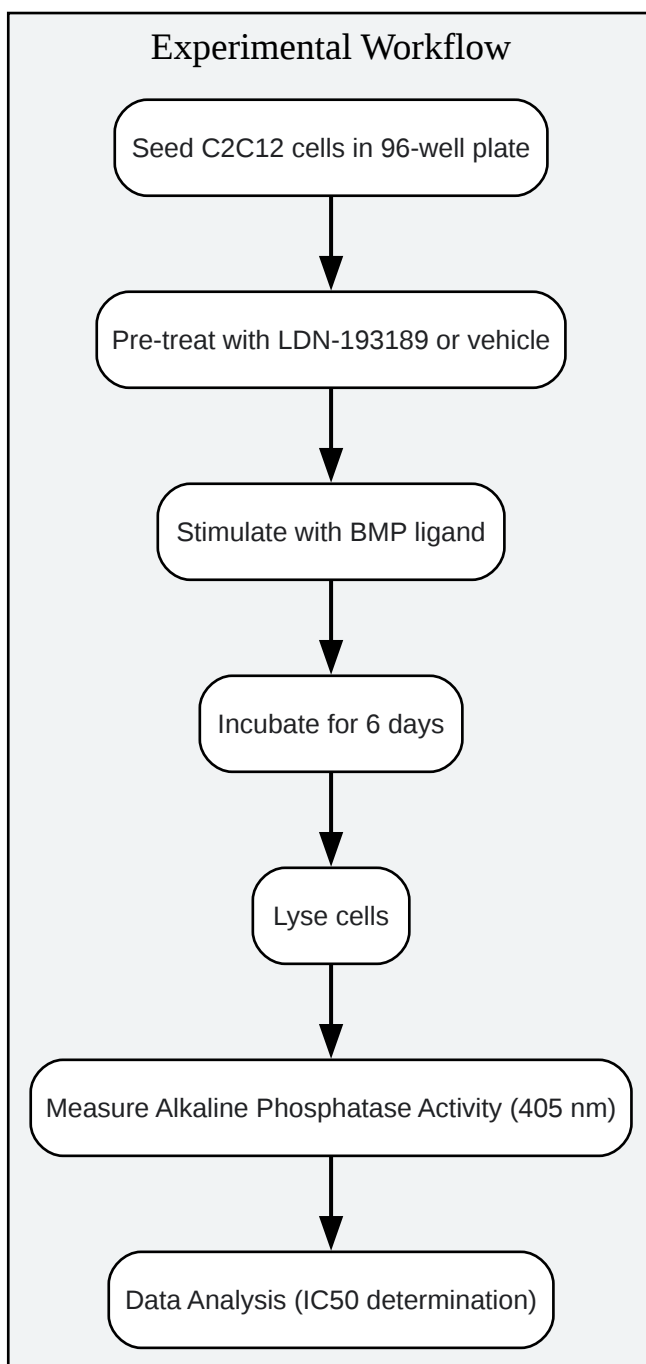 Experimental Workflow
Seed C2C12 cells in 96-well plate
Pre-treat with LDN-193189 or vehicle
Stimulate with BMP ligand
Incubate for 6 days
Lyse cells
Measure Alkaline Phosphatase Activity (405 nm)
Data Analysis (IC50 determination)